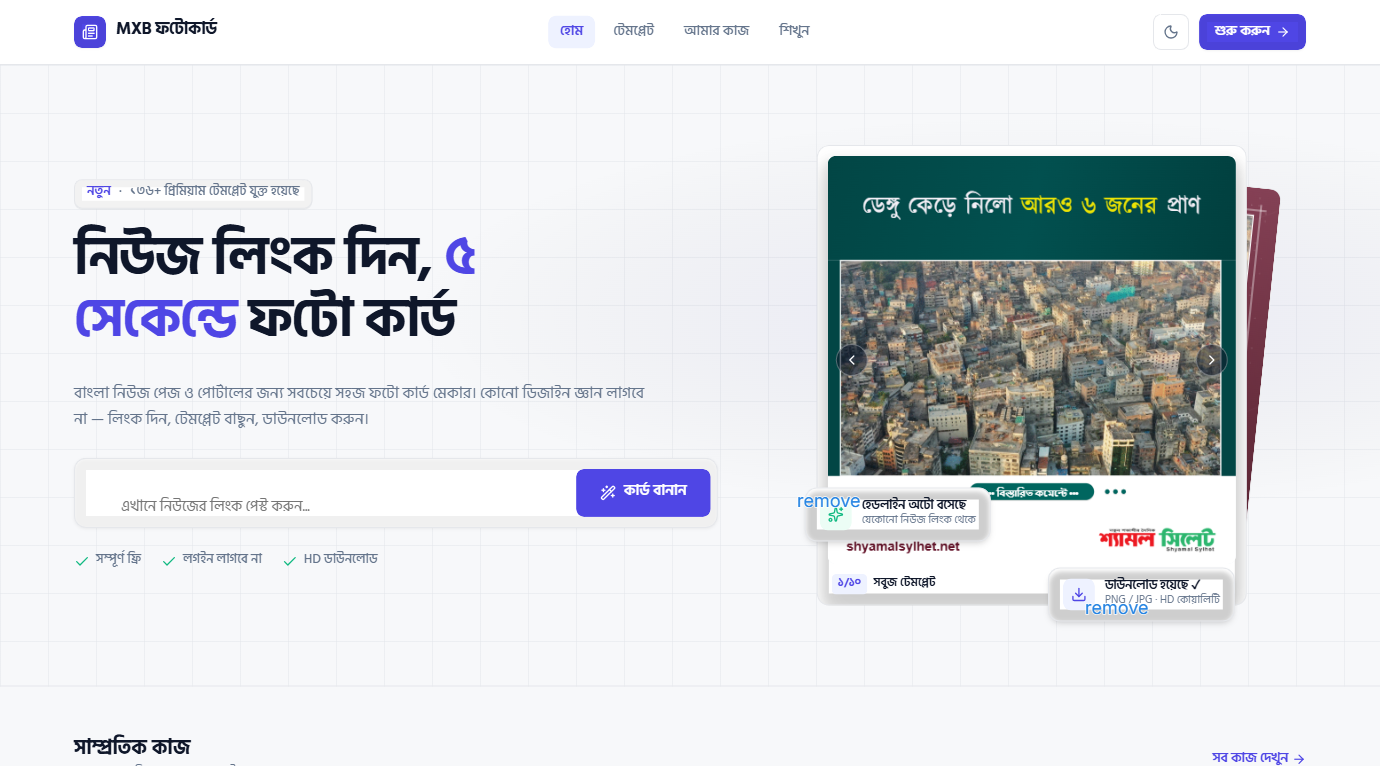 MXB ফটোকার্ড
হোম
টেমপ্লেট
আমার কাজ
শিখুন
শুরু করুন →
নতুন · ১৩৬+ প্রিমিয়াম টেমপ্লেট যুক্ত হয়েছে
নিউজ লিংক দিন, ৫
সেকেন্ডে ফটো কার্ড
বাংলা নিউজ পেজ ও পোর্টালের জন্য সবচেয়ে সহজ ফটো কার্ড মেকার। কোনো ডিজাইন জ্ঞান লাগবে
না — লিংক দিন, টেমপ্লেট বাছুন, ডাউনলোড করুন।
এখানে নিউজের লিংক পেস্ট করুন...
কার্ড বানান
সম্পূর্ণ ফ্রি
লগইন লাগবে না
HD ডাউনলোড
ডেঙ্গু কেড়ে নিলো আরও ৬ জনের প্রাণ
বিস্তারিত কমেন্টে •••
remove
হেডলাইন অটো বসেছে
যেকোনো নিউজ লিংক থেকে
shyamalsylhet.net
শ্যামল সিলেট
Shyamal Sylhet
১/১০
সবুজ টেমপ্লেট
ডাউনলোড হয়েছে ✓
PNG / JPG · HD কোয়ালিটি
remove
সাম্প্রতিক কাজ
সব কাজ দেখুন →